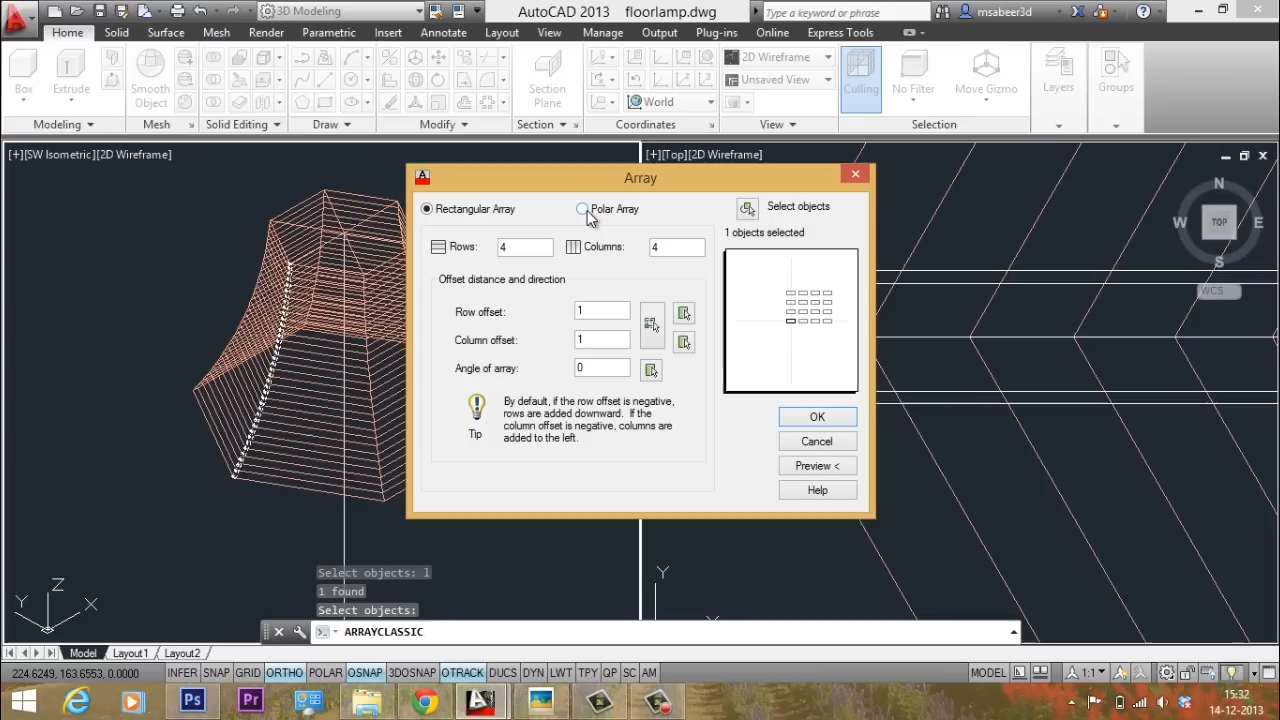 3D Modeling
AutoCAD 2013 floorlamp.dwg
Type a keyword or phrase
msabeer3d
Home Solid Surface Mesh Render Parametric Insert Annotate Layout View Manage Output Plug-ins Online Express Tools
Box
Extrude
Smooth Object
Section Plane
World
2D Wireframe
Unsaved View
Culling
No Filter
Move Gizmo
Layers
Groups
Modeling Mesh Solid Editing Draw Modify Section Coordinates View Selection
[+][SW Isometric][2D Wireframe]
[+][Top][2D Wireframe]
Array
Rectangular Array
Polar Array
Select objects
1 objects selected
Rows: 4
Columns: 4
Offset distance and direction
Row offset: 1
Column offset: 1
Angle of array: 0
Tip
By default, if the row offset is negative,
rows are added downward. If the
column offset is negative, columns are
added to the left.
OK
Cancel
Preview <
Help
N
W TOP E
S
WCS
Z
Y X
Y
X
Select objects: l
1 found
Select objects:
ARRAYCLASSIC
Model Layout1 Layout2
224.6249, 163.6553, 0.0000 INFER SNAP GRID ORTHO POLAR OSNAP 3DOSNAP OTRACK DUCS DYN LWT TPY QP SC AM MODEL 1:1
Ps
Pr
15:32
14-12-2013